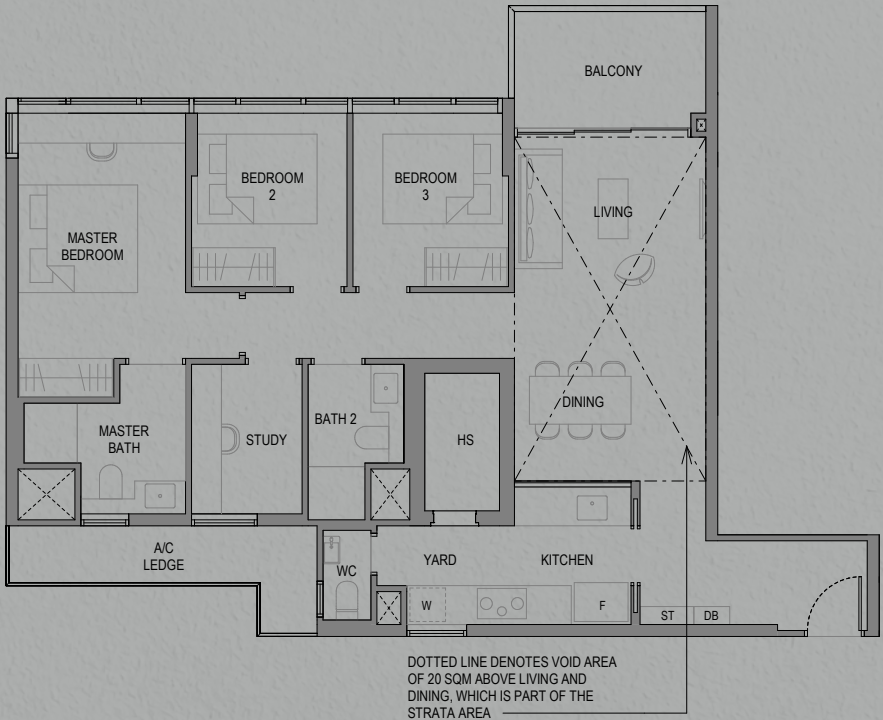 BALCONY
BEDROOM
2
BEDROOM
3
LIVING
MASTER
BEDROOM
DINING
BATH 2
MASTER
BATH
STUDY
HS
A/C
LEDGE
WC
YARD
KITCHEN
W
F
ST
DB
DOTTED LINE DENOTES VOID AREA
OF 20 SQM ABOVE LIVING AND
DINING, WHICH IS PART OF THE
STRATA AREA